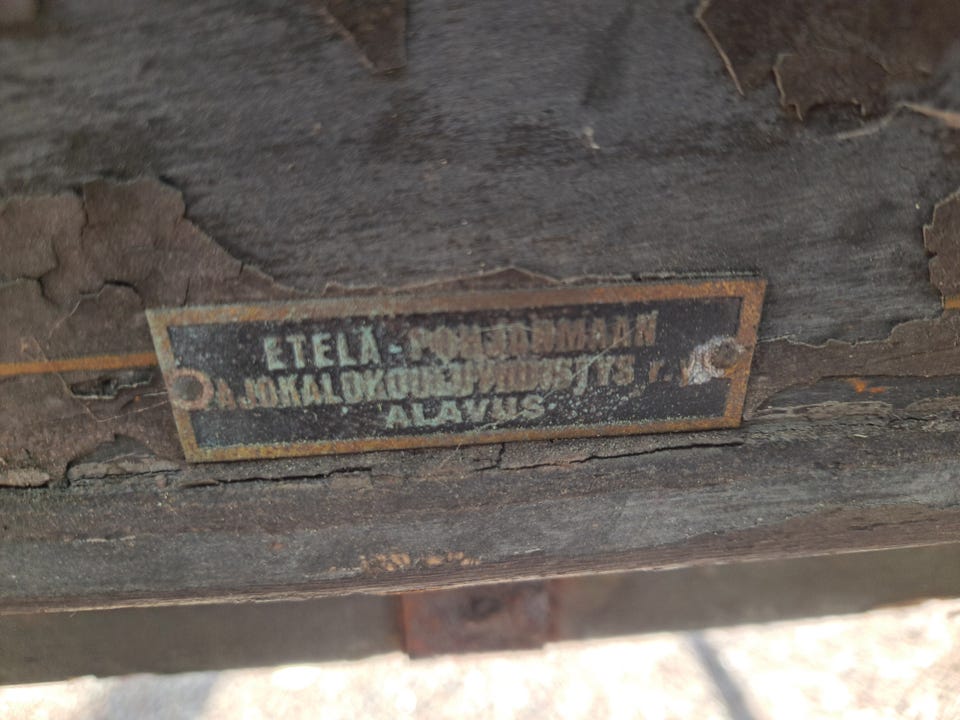 ETELÄ-POHJANMAAN
AJOKALUKOULUYHDISTYS r.y.
ALAVUS